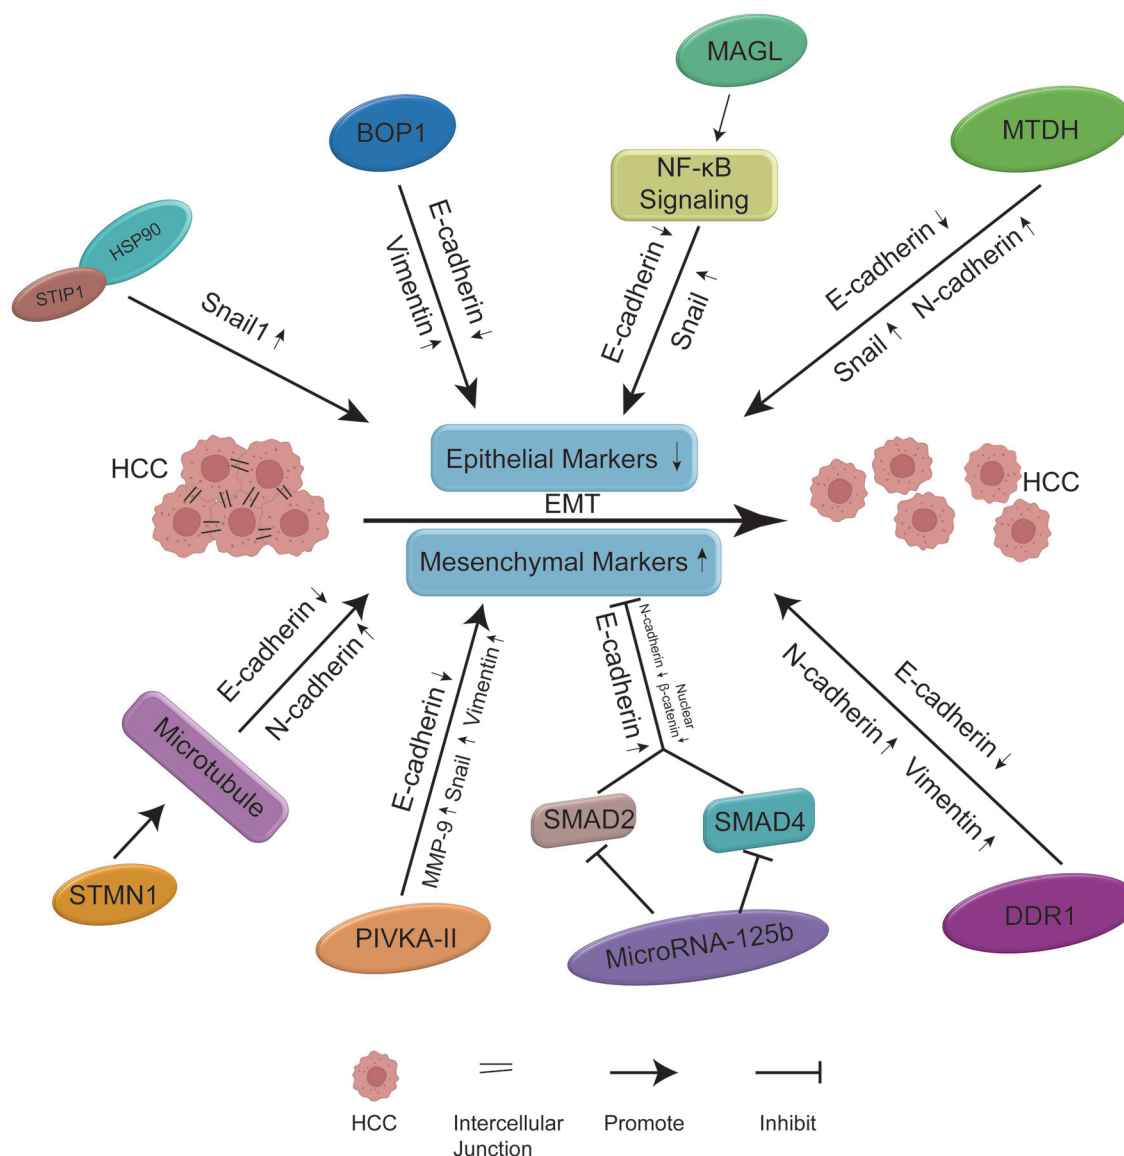 MAGL
BOP1
MTDH
NF-κB
Signaling
HSP90
STIP1
Snail1↑
E-cadherin↓
Vimentin↑
E-cadherin↓
Snail↑
E-cadherin↓
N-cadherin↑
Snail↑
HCC
Epithelial Markers ↓
EMT
Mesenchymal Markers ↑
HCC
E-cadherin↓
N-cadherin↑
Microtubule
STMN1
E-cadherin↓
MMP-9↑ Snail ↑ Vimentin↑
PIVKA-II
E-cadherin↑
N-cadherin↓
Nuclear
β-catenin↓
SMAD2
SMAD4
MicroRNA-125b
E-cadherin↓
N-cadherin↑ Vimentin↑
DDR1
HCC
Intercellular
Junction
Promote
Inhibit